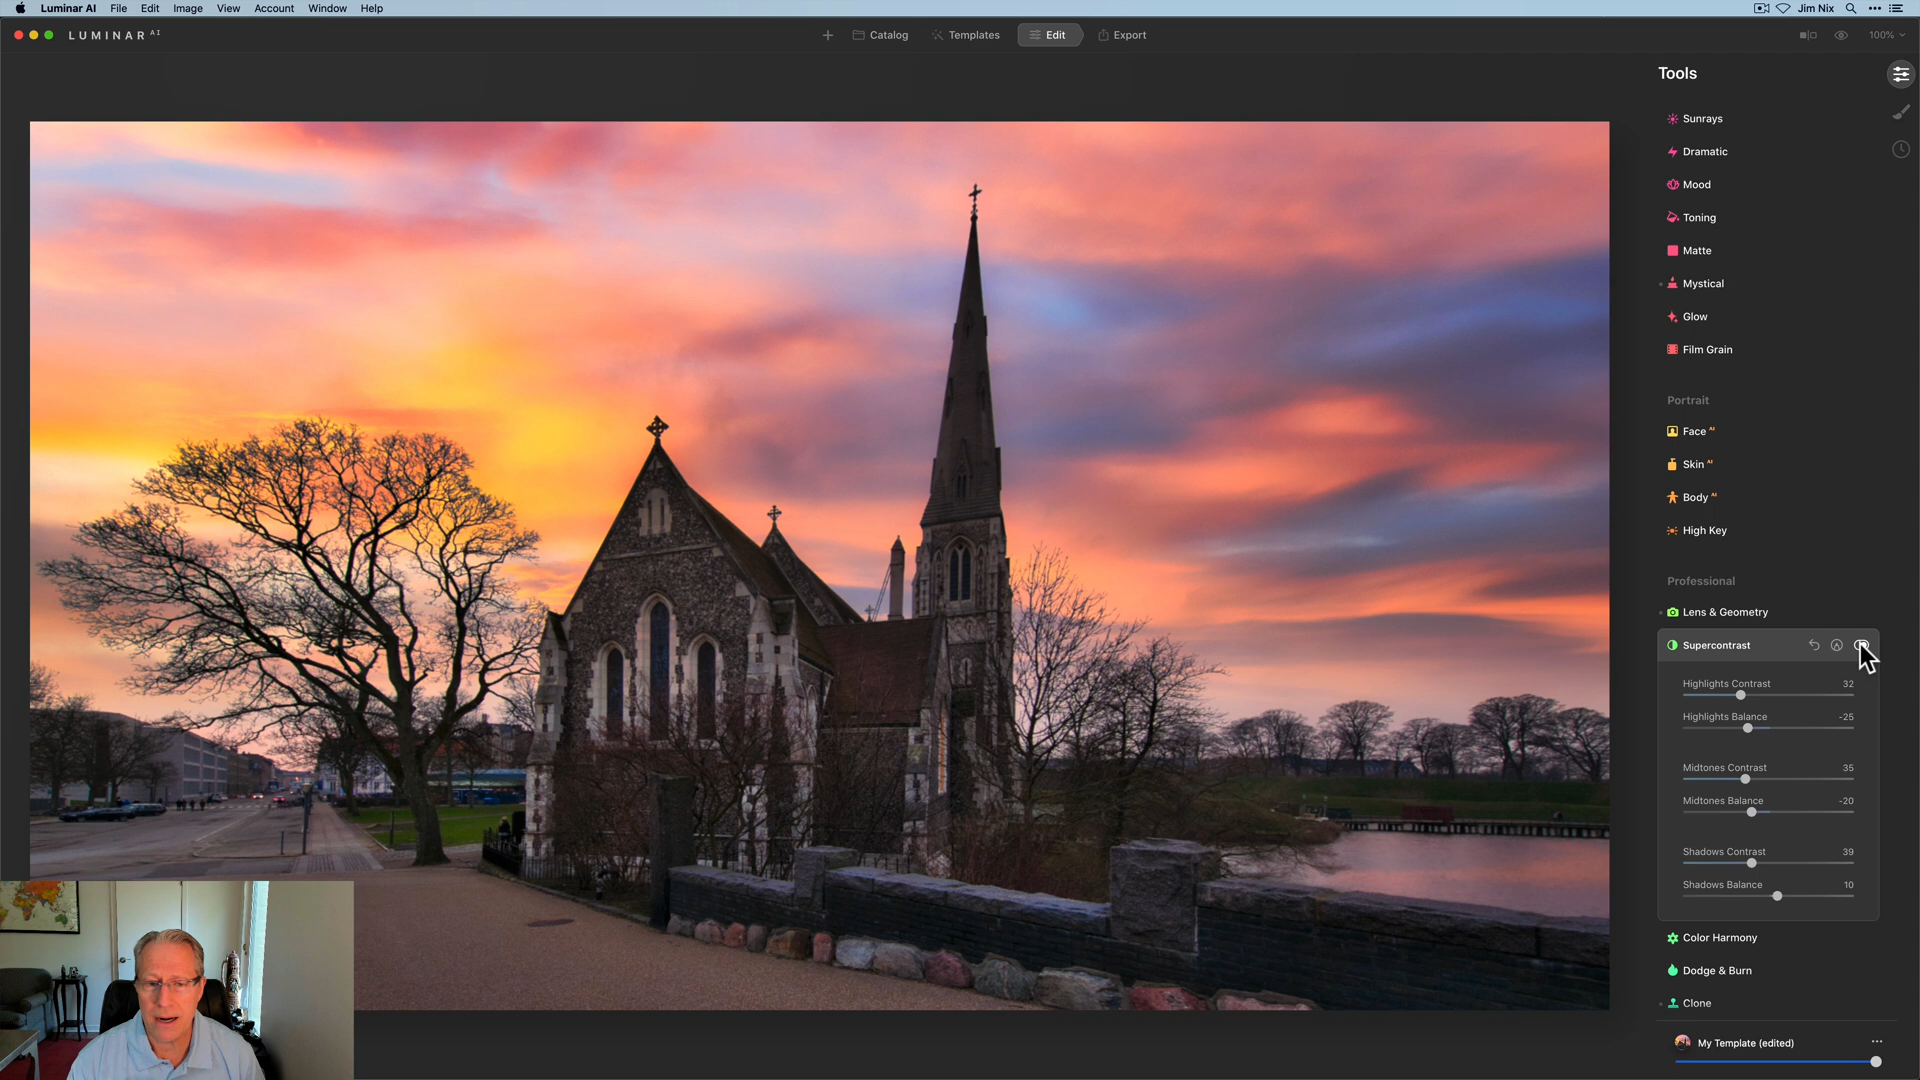 Luminar AI File Edit Image View Account Window Help Jim Nix
LUMINAR AI Catalog Templates Edit Export 100%
Tools
Sunrays
Dramatic
Mood
Toning
Matte
Mystical
Glow
Film Grain
Portrait
Face AI
Skin AI
Body AI
High Key
Professional
Lens & Geometry
Supercontrast
Highlights Contrast 32
Highlights Balance -25
Midtones Contrast 35
Midtones Balance -20
Shadows Contrast 39
Shadows Balance 10
Color Harmony
Dodge & Burn
Clone
My Template (edited)